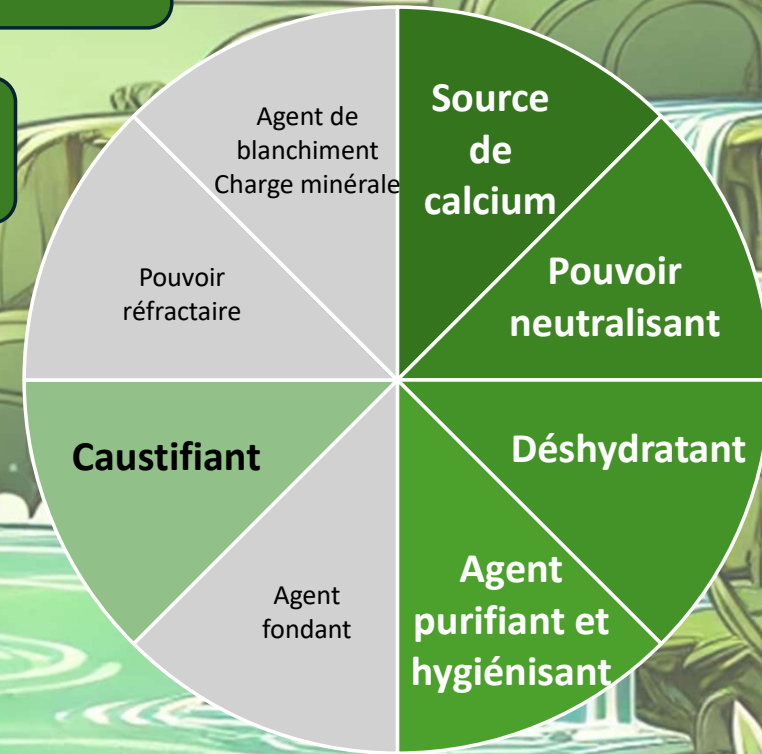 Source
de
calcium
Pouvoir
neutralisant
Déshydratant
Agent
purifiant et
hygiénisant
Agent
fondant
Caustifiant
Pouvoir
réfractaire
Agent de
blanchiment
Charge minérale